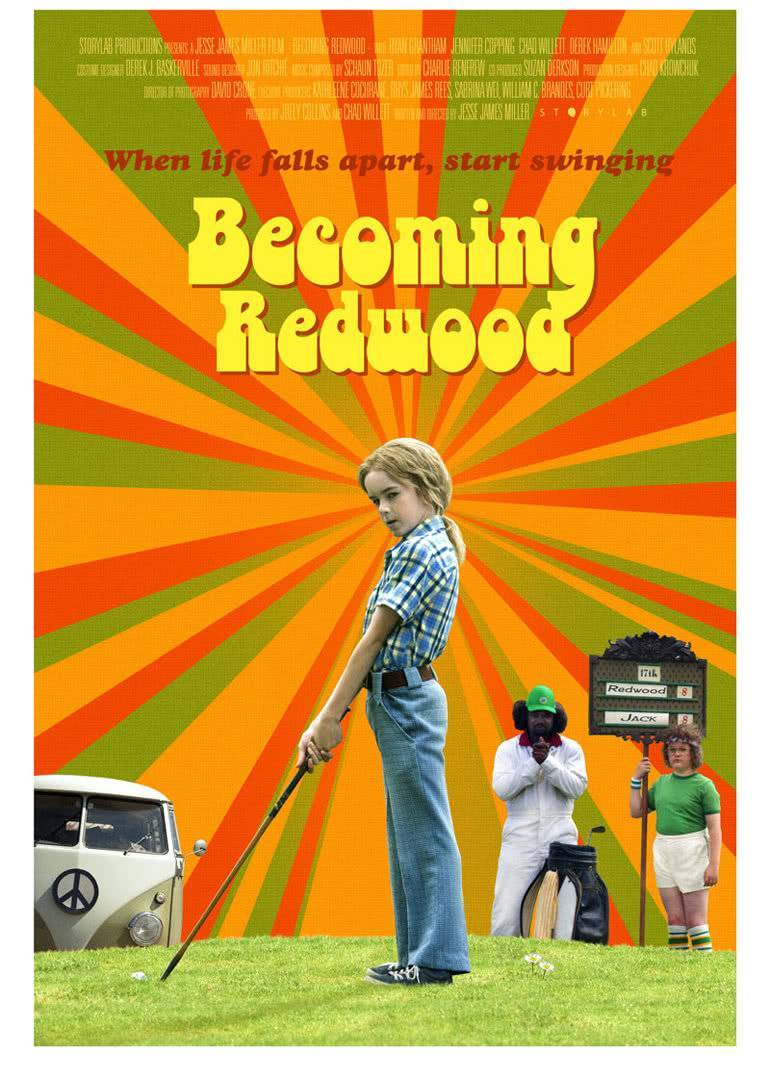 STORYLAB PRODUCTIONS PRESENTS A JESSE JAMES MILLER FILM BECOMING REDWOOD WITH RYAN GRANTHAM JENNIFER COPPING CHAD WILLETT DEREK HAMILTON AND SCOTT HYLANDS
COSTUME DESIGNER DEREK J. BASKERVILLE SOUND DESIGNER JON RITCHIE MUSIC COMPOSED BY SCHAUN TOZER CHARLIE RENFREW CO PRODUCER SUZAN DERKSON PRODUCTION DESIGNER CHAD KROWCHUK
DIRECTOR OF PHOTOGRAPHY DAVID CRONE EXECUTIVE PRODUCERS KATHLEENE COCHRANE, RHYS JAMES REES, SABRINA WEI, WILLIAM C. BRANDES, CURT PICKERING
PRODUCED BY JOELY COLLINS AND CHAD WILLETT WRITTEN AND DIRECTED BY JESSE JAMES MILLER STORYLAB
When life falls apart, start swinging
Becoming
Redwood
17th
Redwood 8
JACK 8